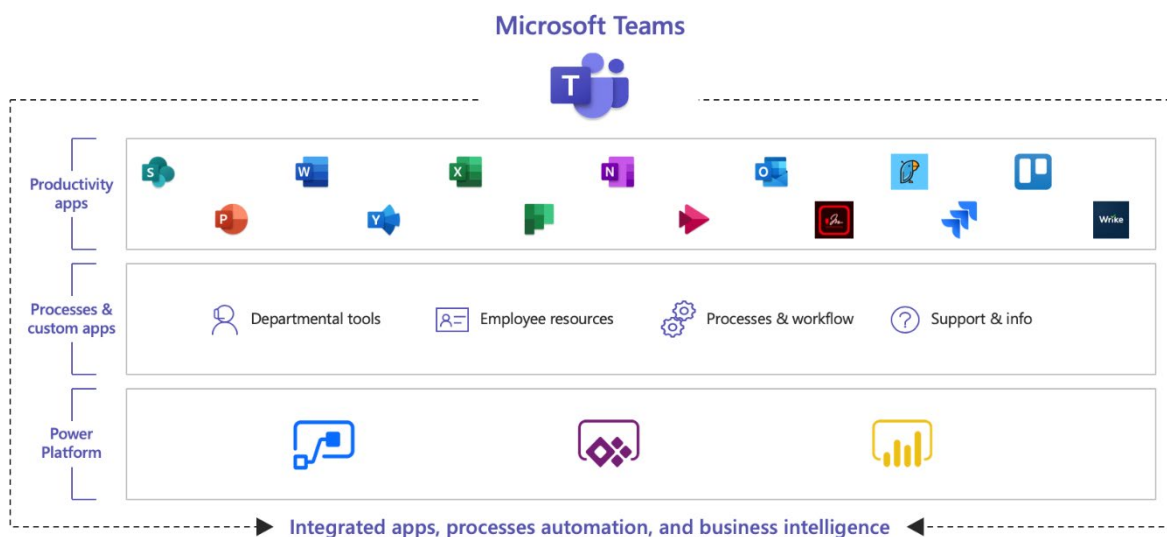 Microsoft Teams
T
Productivity
apps
S
W
X
N
O
P
Y
Wrike
Processes &
custom apps
Departmental tools
Employee resources
Processes & workflow
? Support & info
Power
Platform
Integrated apps, processes automation, and business intelligence